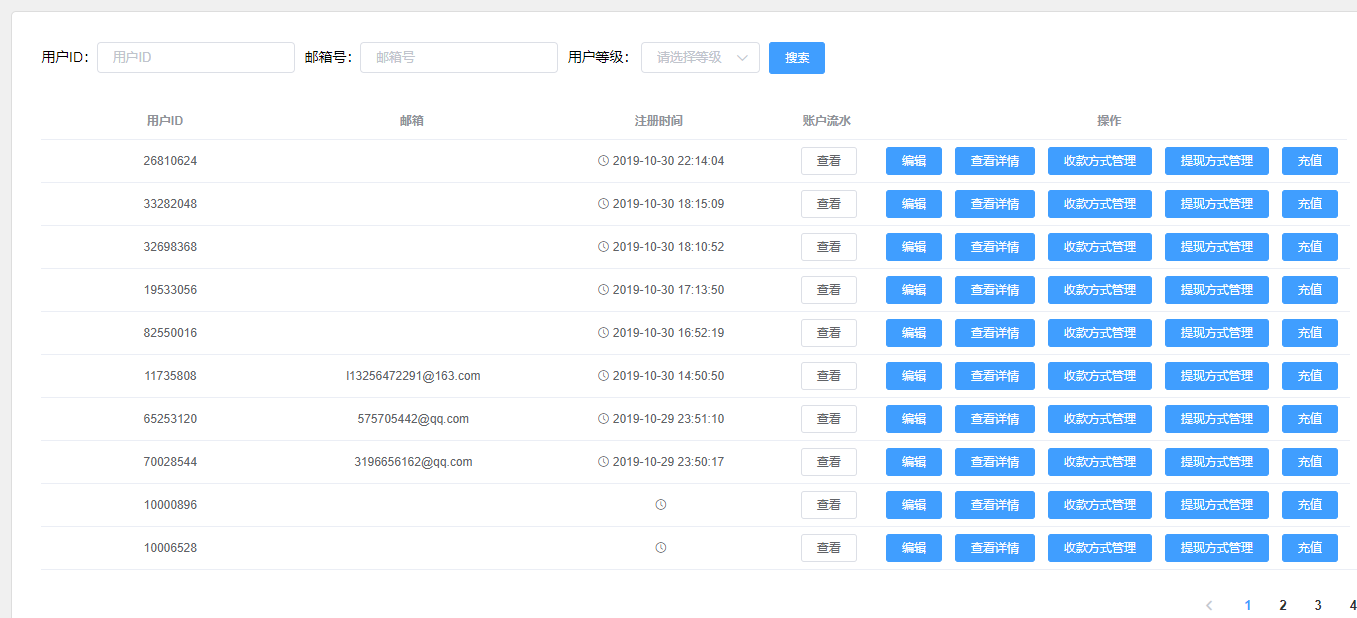 用户ID： 用户ID 邮箱号： 邮箱号 用户等级： 请选择等级 搜索
用户ID 邮箱 注册时间 账户流水 操作
26810624 2019-10-30 22:14:04 查看 编辑 查看详情 收款方式管理 提现方式管理 充值
33282048 2019-10-30 18:15:09 查看 编辑 查看详情 收款方式管理 提现方式管理 充值
32698368 2019-10-30 18:10:52 查看 编辑 查看详情 收款方式管理 提现方式管理 充值
19533056 2019-10-30 17:13:50 查看 编辑 查看详情 收款方式管理 提现方式管理 充值
82550016 2019-10-30 16:52:19 查看 编辑 查看详情 收款方式管理 提现方式管理 充值
11735808 l13256472291@163.com 2019-10-30 14:50:50 查看 编辑 查看详情 收款方式管理 提现方式管理 充值
65253120 575705442@qq.com 2019-10-29 23:51:10 查看 编辑 查看详情 收款方式管理 提现方式管理 充值
70028544 3196656162@qq.com 2019-10-29 23:50:17 查看 编辑 查看详情 收款方式管理 提现方式管理 充值
10000896 查看 编辑 查看详情 收款方式管理 提现方式管理 充值
10006528 查看 编辑 查看详情 收款方式管理 提现方式管理 充值
1 2 3 4